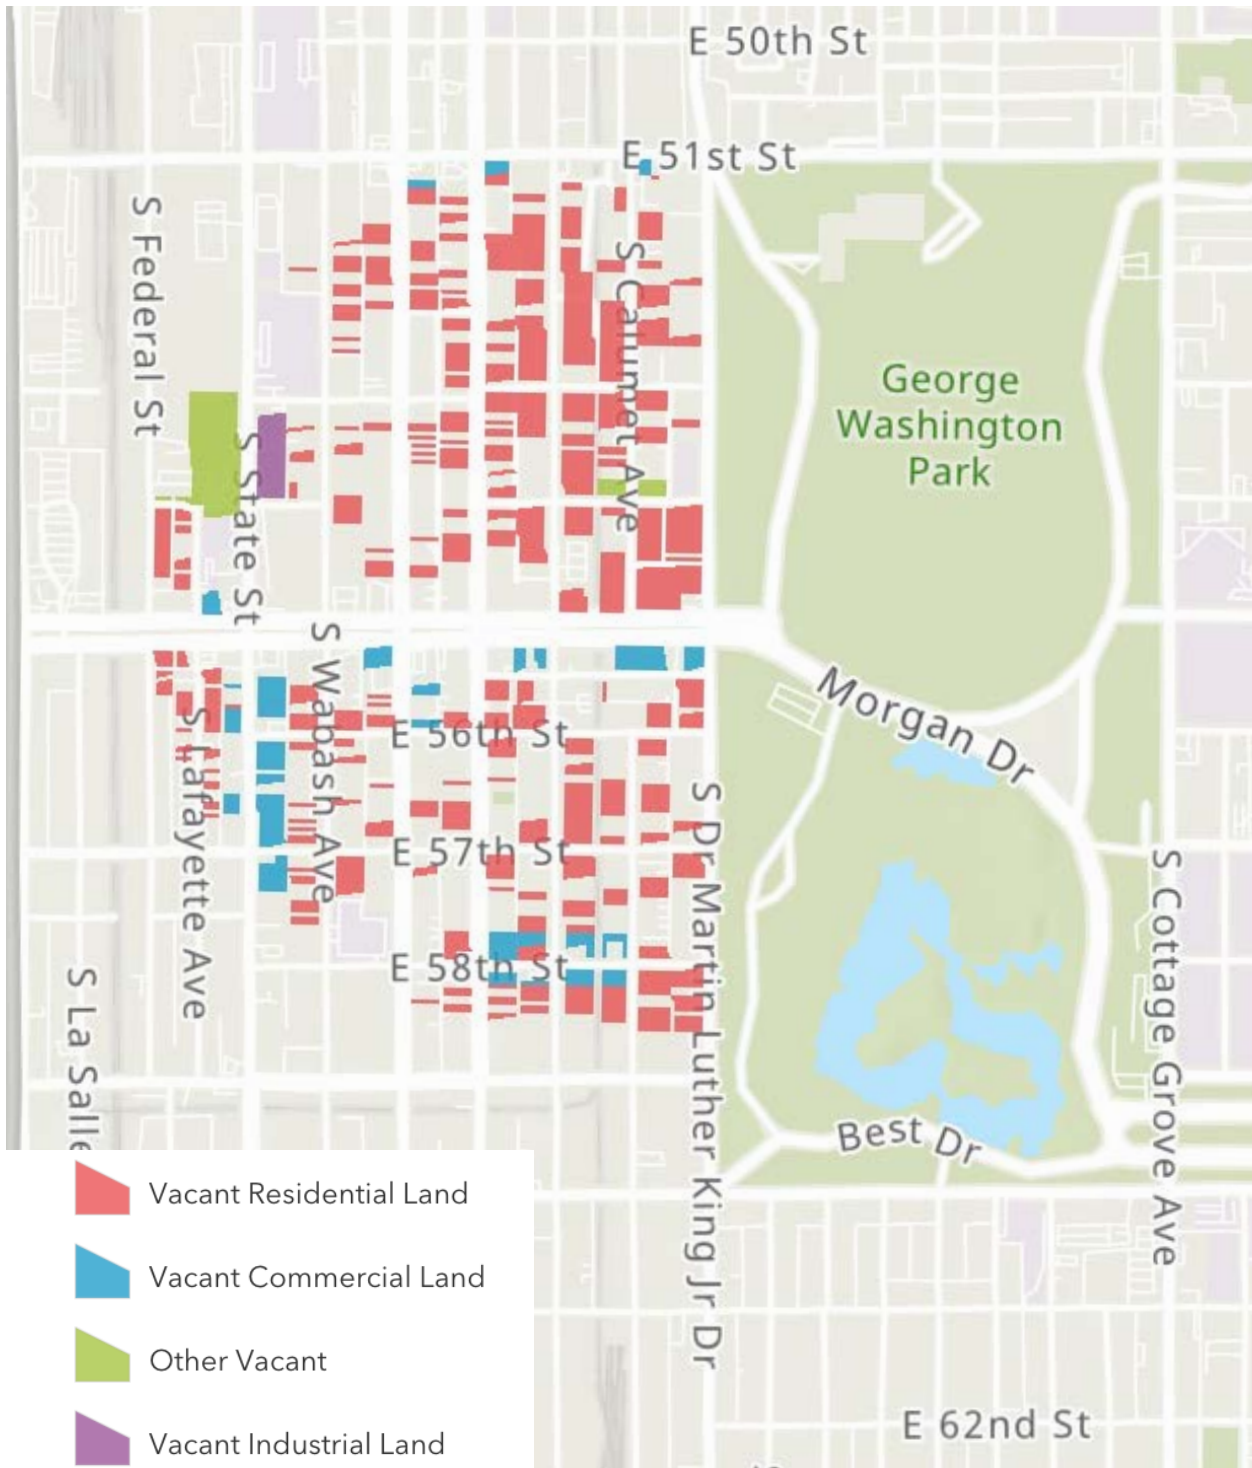 E 50th St
E 51st St
S Federal St
S Calumet Ave
George
Washington
Park
S State St
S Wabash Ave
Morgan Dr
S Lafayette Ave
E 56th St
S Dr Martin Luther King Jr Dr
E 57th St
S Cottage Grove Ave
E 58th St
S La Salle
Best Dr
Vacant Residential Land
Vacant Commercial Land
Other Vacant
Vacant Industrial Land
E 62nd St